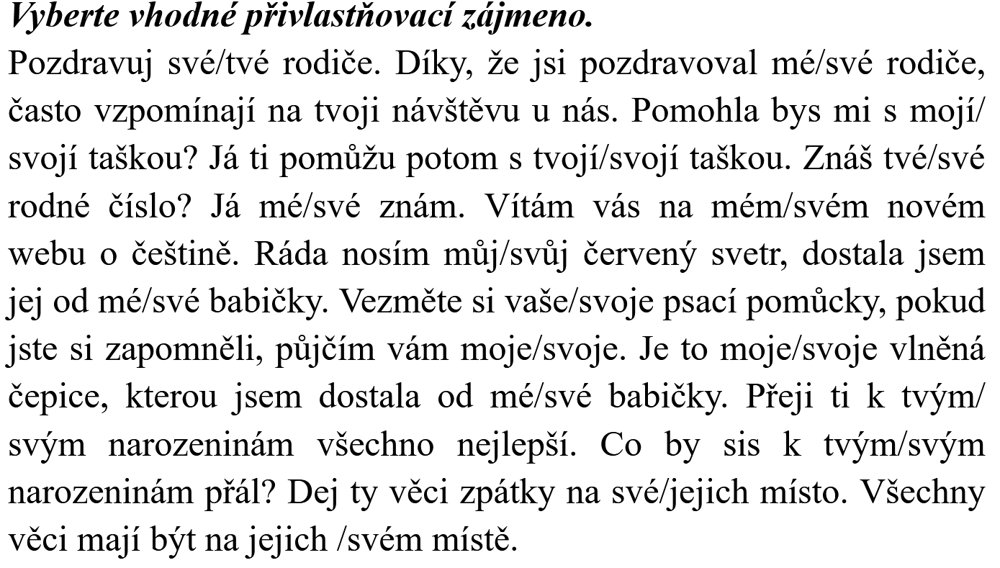 Vyberte vhodné přivlastňovací zájmeno.
Pozdravuj své/tvé rodiče. Díky, že jsi pozdravoval mé/své rodiče,
často vzpomínají na tvoji návštěvu u nás. Pomohla bys mi s mojí/
svojí taškou? Já ti pomůžu potom s tvojí/svojí taškou. Znáš tvé/své
rodné číslo? Já mé/své znám. Vítám vás na mém/svém novém
webu o češtině. Ráda nosím můj/svůj červený svetr, dostala jsem
jej od mé/své babičky. Vezměte si vaše/svoje psací pomůcky, pokud
jste si zapomněli, půjčím vám moje/svoje. Je to moje/svoje vlněná
čepice, kterou jsem dostala od mé/své babičky. Přeji ti k tvým/
svým narozeninám všechno nejlepší. Co by sis k tvým/svým
narozeninám přál? Dej ty věci zpátky na své/jejich místo. Všechny
věci mají být na jejich /svém místě.